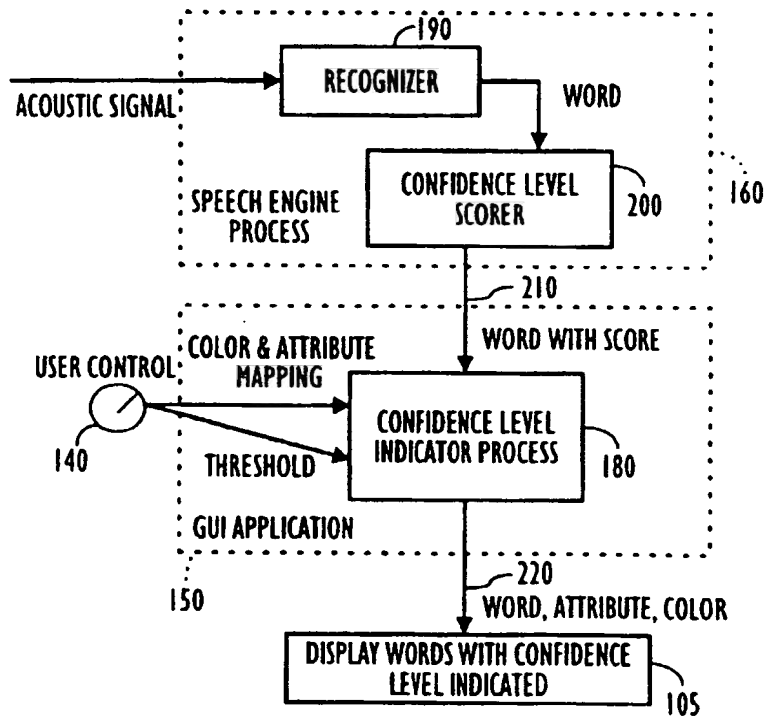 190
RECOGNIZER
ACOUSTIC SIGNAL
WORD
CONFIDENCE LEVEL
SCORER
200
160
SPEECH ENGINE
PROCESS
210
WORD WITH SCORE
COLOR & ATTRIBUTE
MAPPING
USER CONTROL
140
THRESHOLD
CONFIDENCE LEVEL
INDICATOR PROCESS
180
GUI APPLICATION
150
220
WORD, ATTRIBUTE, COLOR
DISPLAY WORDS WITH CONFIDENCE
LEVEL INDICATED
105